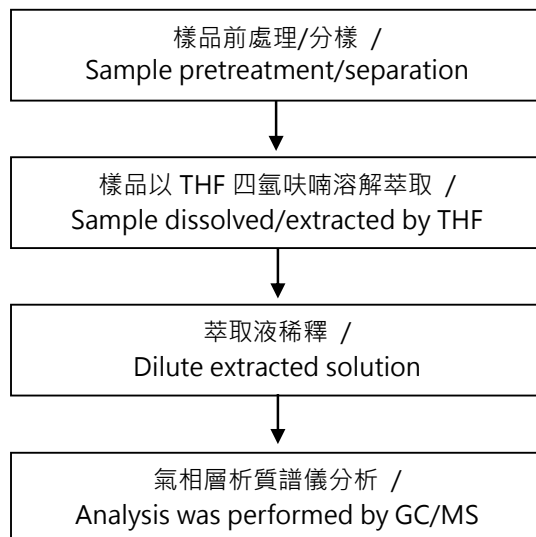 樣品前處理/分樣 /
Sample pretreatment/separation
樣品以 THF 四氫呋喃溶解萃取 /
Sample dissolved/extracted by THF
萃取液稀釋 /
Dilute extracted solution
氣相層析質譜儀分析 /
Analysis was performed by GC/MS